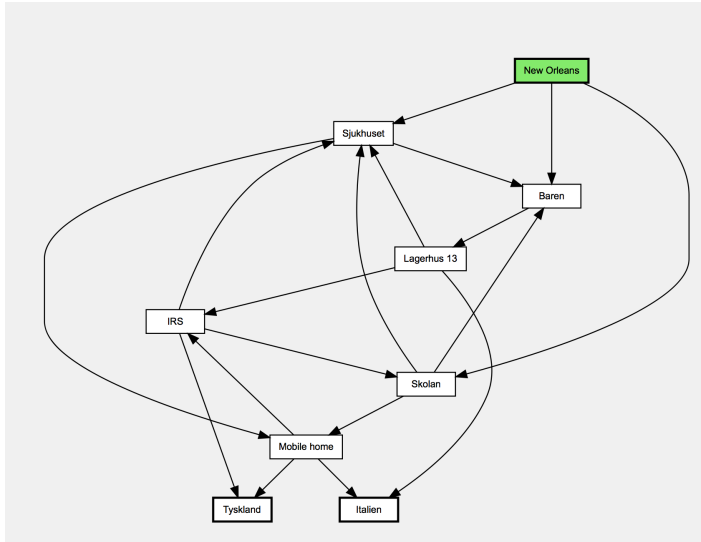 New Orleans
Sjukhuset
Baren
Lagerhus 13
IRS
Skolan
Mobile home
Tyskland
Italien